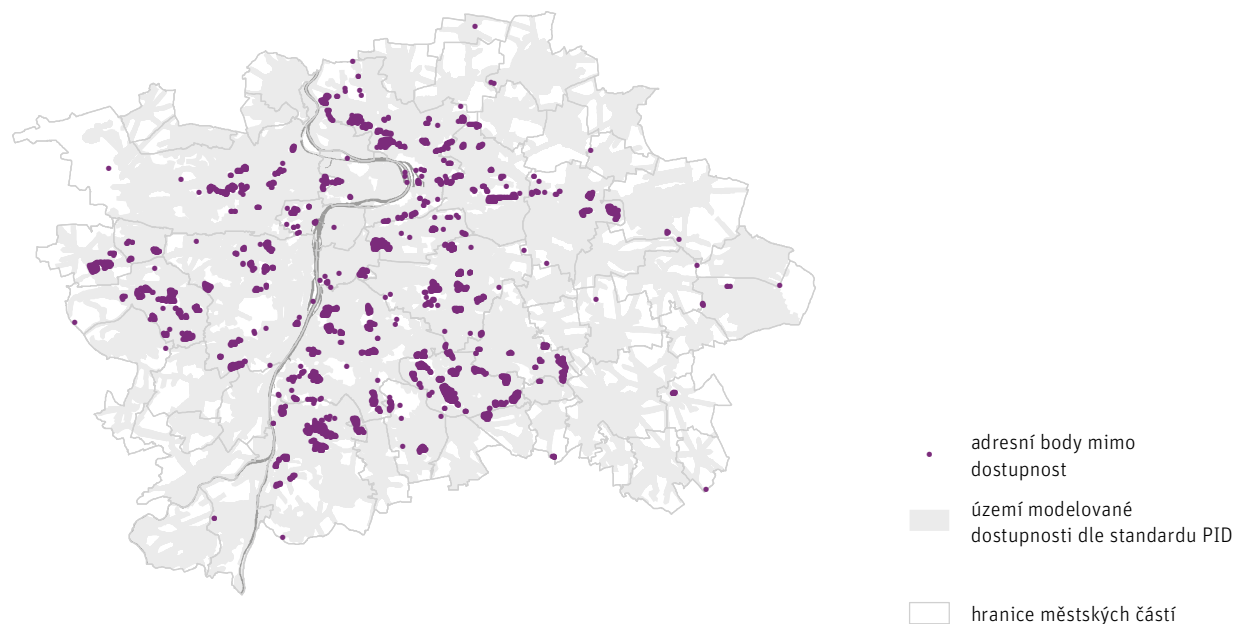 adresní body mimo
dostupnost
území modelované
dostupnosti dle standardu PID
hranice městských částí